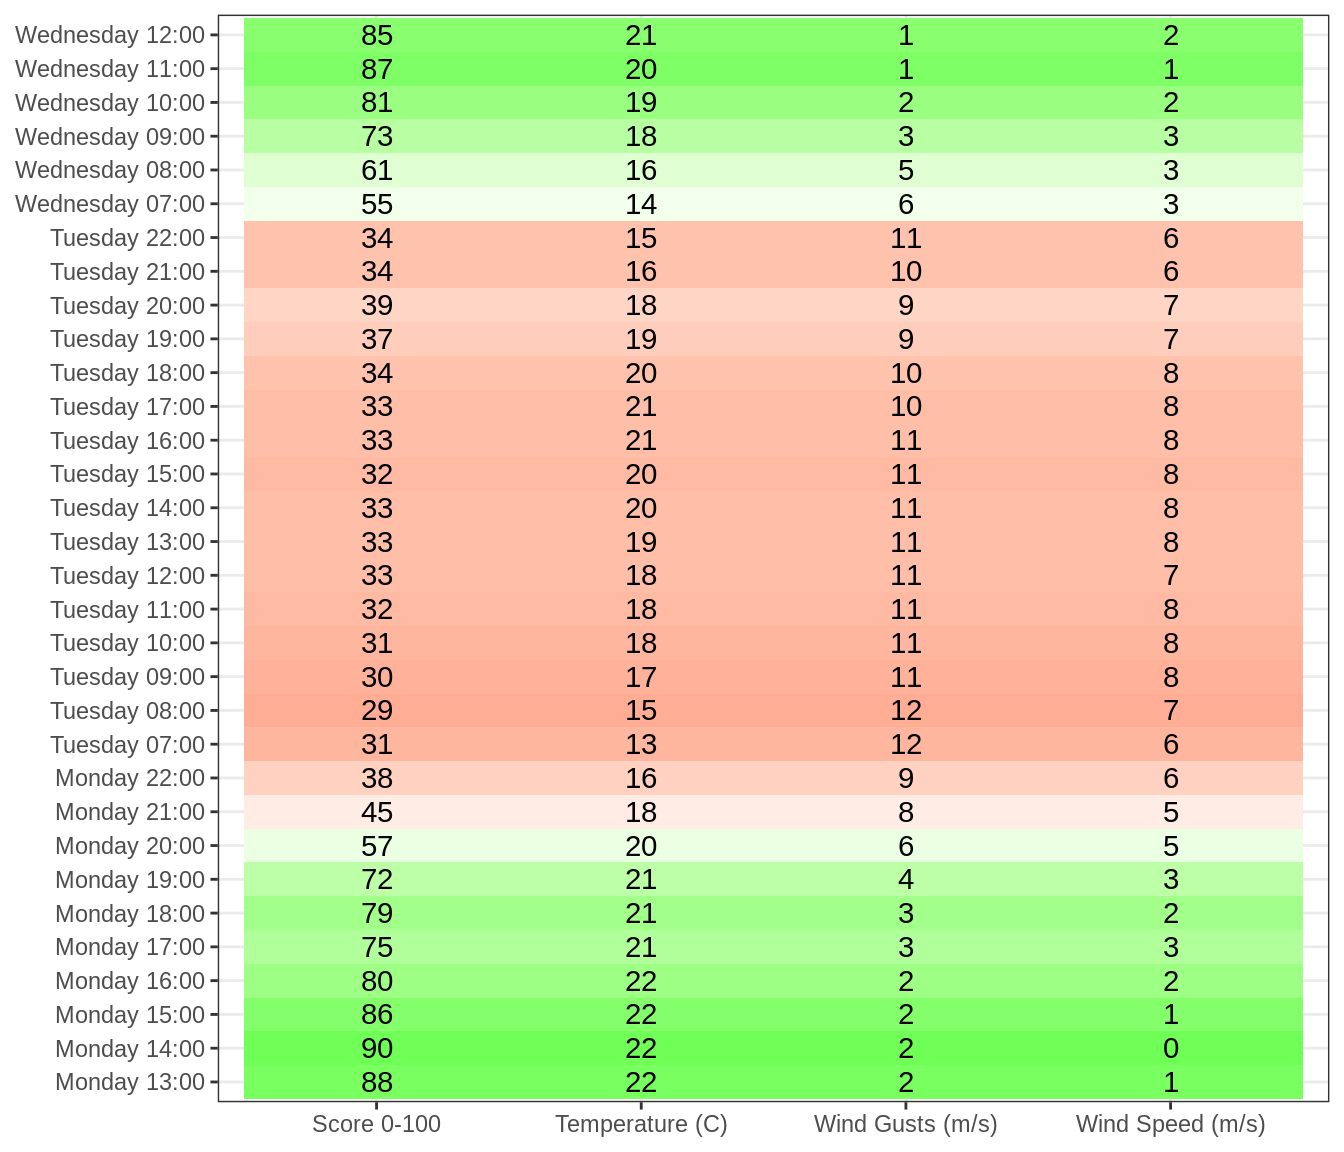 Wednesday 12:00 85 21 1 2
Wednesday 11:00 87 20 1 1
Wednesday 10:00 81 19 2 2
Wednesday 09:00 73 18 3 3
Wednesday 08:00 61 16 5 3
Wednesday 07:00 55 14 6 3
Tuesday 22:00 34 15 11 6
Tuesday 21:00 34 16 10 6
Tuesday 20:00 39 18 9 7
Tuesday 19:00 37 19 9 7
Tuesday 18:00 34 20 10 8
Tuesday 17:00 33 21 10 8
Tuesday 16:00 33 21 11 8
Tuesday 15:00 32 20 11 8
Tuesday 14:00 33 20 11 8
Tuesday 13:00 33 19 11 8
Tuesday 12:00 33 18 11 7
Tuesday 11:00 32 18 11 8
Tuesday 10:00 31 18 11 8
Tuesday 09:00 30 17 11 8
Tuesday 08:00 29 15 12 7
Tuesday 07:00 31 13 12 6
Monday 22:00 38 16 9 6
Monday 21:00 45 18 8 5
Monday 20:00 57 20 6 5
Monday 19:00 72 21 4 3
Monday 18:00 79 21 3 2
Monday 17:00 75 21 3 3
Monday 16:00 80 22 2 2
Monday 15:00 86 22 2 1
Monday 14:00 90 22 2 0
Monday 13:00 88 22 2 1
Score 0-100 Temperature (C) Wind Gusts (m/s) Wind Speed (m/s)